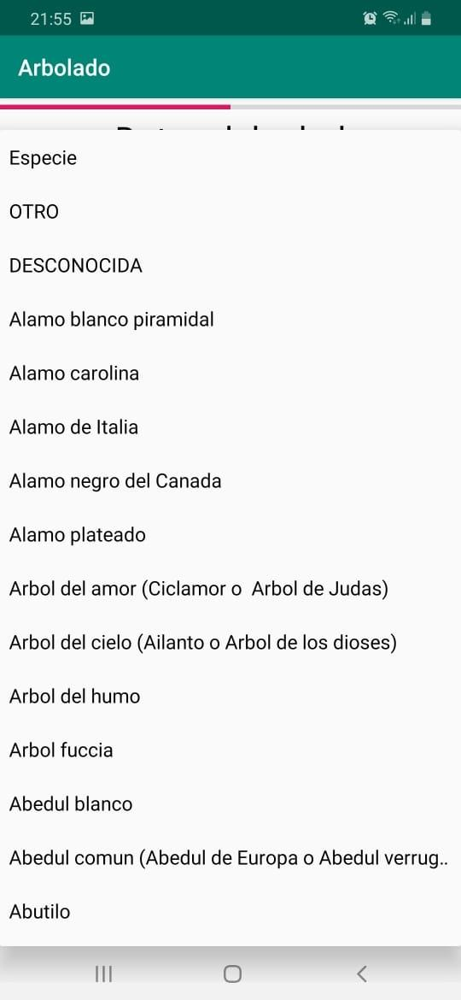 21:55
Arbolado
Especie
OTRO
DESCONOCIDA
Alamo blanco piramidal
Alamo carolina
Alamo de Italia
Alamo negro del Canada
Alamo plateado
Arbol del amor (Ciclamor o  Arbol de Judas)
Arbol del cielo (Ailanto o Arbol de los dioses)
Arbol del humo
Arbol fuccia
Abedul blanco
Abedul comun (Abedul de Europa o Abedul verrug..
Abutilo